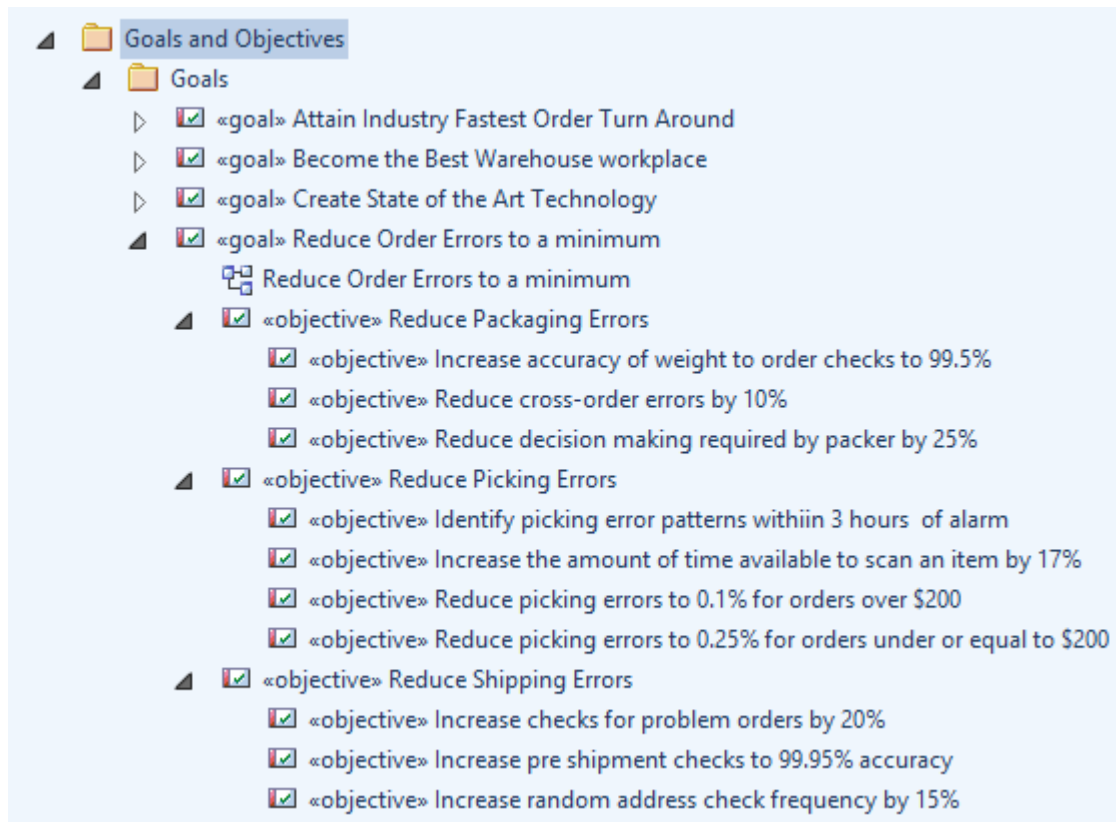 Goals and Objectives
Goals
«goal» Attain Industry Fastest Order Turn Around
«goal» Become the Best Warehouse workplace
«goal» Create State of the Art Technology
«goal» Reduce Order Errors to a minimum
Reduce Order Errors to a minimum
«objective» Reduce Packaging Errors
«objective» Increase accuracy of weight to order checks to 99.5%
«objective» Reduce cross-order errors by 10%
«objective» Reduce decision making required by packer by 25%
«objective» Reduce Picking Errors
«objective» Identify picking error patterns withiin 3 hours  of alarm
«objective» Increase the amount of time available to scan an item by 17%
«objective» Reduce picking errors to 0.1% for orders over $200
«objective» Reduce picking errors to 0.25% for orders under or equal to $200
«objective» Reduce Shipping Errors
«objective» Increase checks for problem orders by 20%
«objective» Increase pre shipment checks to 99.95% accuracy
«objective» Increase random address check frequency by 15%